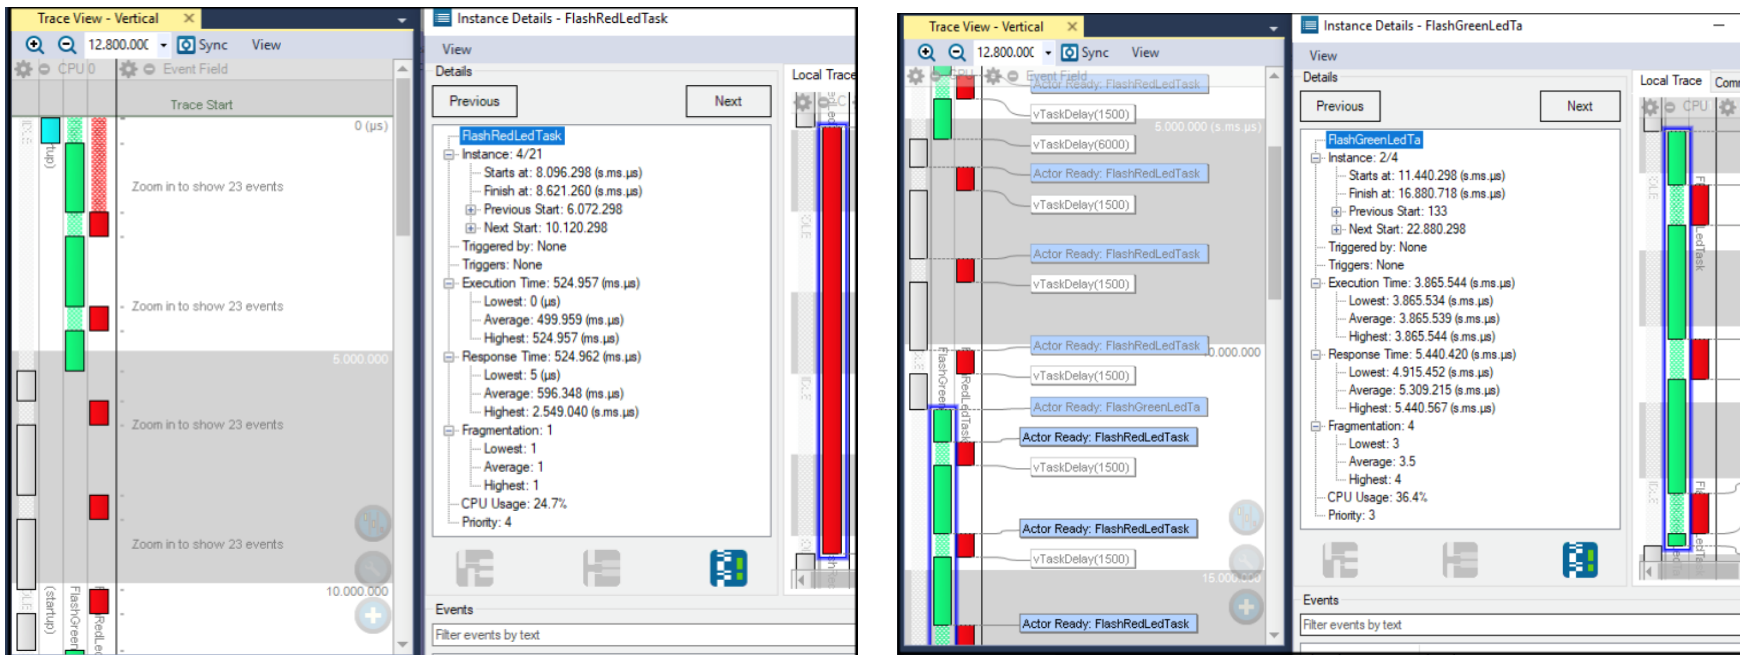 Trace View - Vertical
12.800.00(
Sync
View
CPU 0
Event Field
Trace Start
0 (µs)
IDLE
(startup)
Zoom in to show 23 events
Zoom in to show 23 events
5.000.000
Zoom in to show 23 events
Zoom in to show 23 events
10.000.000
(startup)
FlashGreen
RedLe
Instance Details - FlashRedLedTask
View
Details
Previous
Next
FlashRedLedTask
Instance: 4/21
Starts at: 8.096.298 (s.ms.µs)
Finish at: 8.621.260 (s.ms.µs)
Previous Start: 6.072.298
Next Start: 10.120.298
Triggered by: None
Triggers: None
Execution Time: 524.957 (ms.µs)
Lowest: 0 (µs)
Average: 499.959 (ms.µs)
Highest: 524.957 (ms.µs)
Response Time: 524.962 (ms.µs)
Lowest: 5 (µs)
Average: 596.348 (ms.µs)
Highest: 2.549.040 (s.ms.µs)
Fragmentation: 1
Lowest: 1
Average: 1
Highest: 1
CPU Usage: 24.7%
Priority: 4
Events
Filter events by text
Local Trace
IDLE
Trace View - Vertical
12.800.00(
Sync
View
CPU
Event Field
Actor Ready: FlashRedLedTask
vTaskDelay(1500)
5.000.000 (s.ms.µs)
vTaskDelay(6000)
Actor Ready: FlashRedLedTask
vTaskDelay(1500)
Actor Ready: FlashRedLedTask
vTaskDelay(1500)
Actor Ready: FlashRedLedTask
0.000.000
vTaskDelay(1500)
FlashGreen
RedLedTask
Actor Ready: FlashGreenLedTa
Actor Ready: FlashRedLedTask
vTaskDelay(1500)
Actor Ready: FlashRedLedTask
vTaskDelay(1500)
15.000.000
Actor Ready: FlashRedLedTask
Instance Details - FlashGreenLedTa
View
Details
Previous
Next
FlashGreenLedTa
Instance: 2/4
Starts at: 11.440.298 (s.ms.µs)
Finish at: 16.880.718 (s.ms.µs)
Previous Start: 133
Next Start: 22.880.298
Triggered by: None
Triggers: None
Execution Time: 3.865.544 (s.ms.µs)
Lowest: 3.865.534 (s.ms.µs)
Average: 3.865.539 (s.ms.µs)
Highest: 3.865.544 (s.ms.µs)
Response Time: 5.440.420 (s.ms.µs)
Lowest: 4.915.452 (s.ms.µs)
Average: 5.309.215 (s.ms.µs)
Highest: 5.440.567 (s.ms.µs)
Fragmentation: 4
Lowest: 3
Average: 3.5
Highest: 4
CPU Usage: 36.4%
Priority: 3
Events
Filter events by text
Local Trace
Comr
CPU
IDLE
LedTask
LedTask